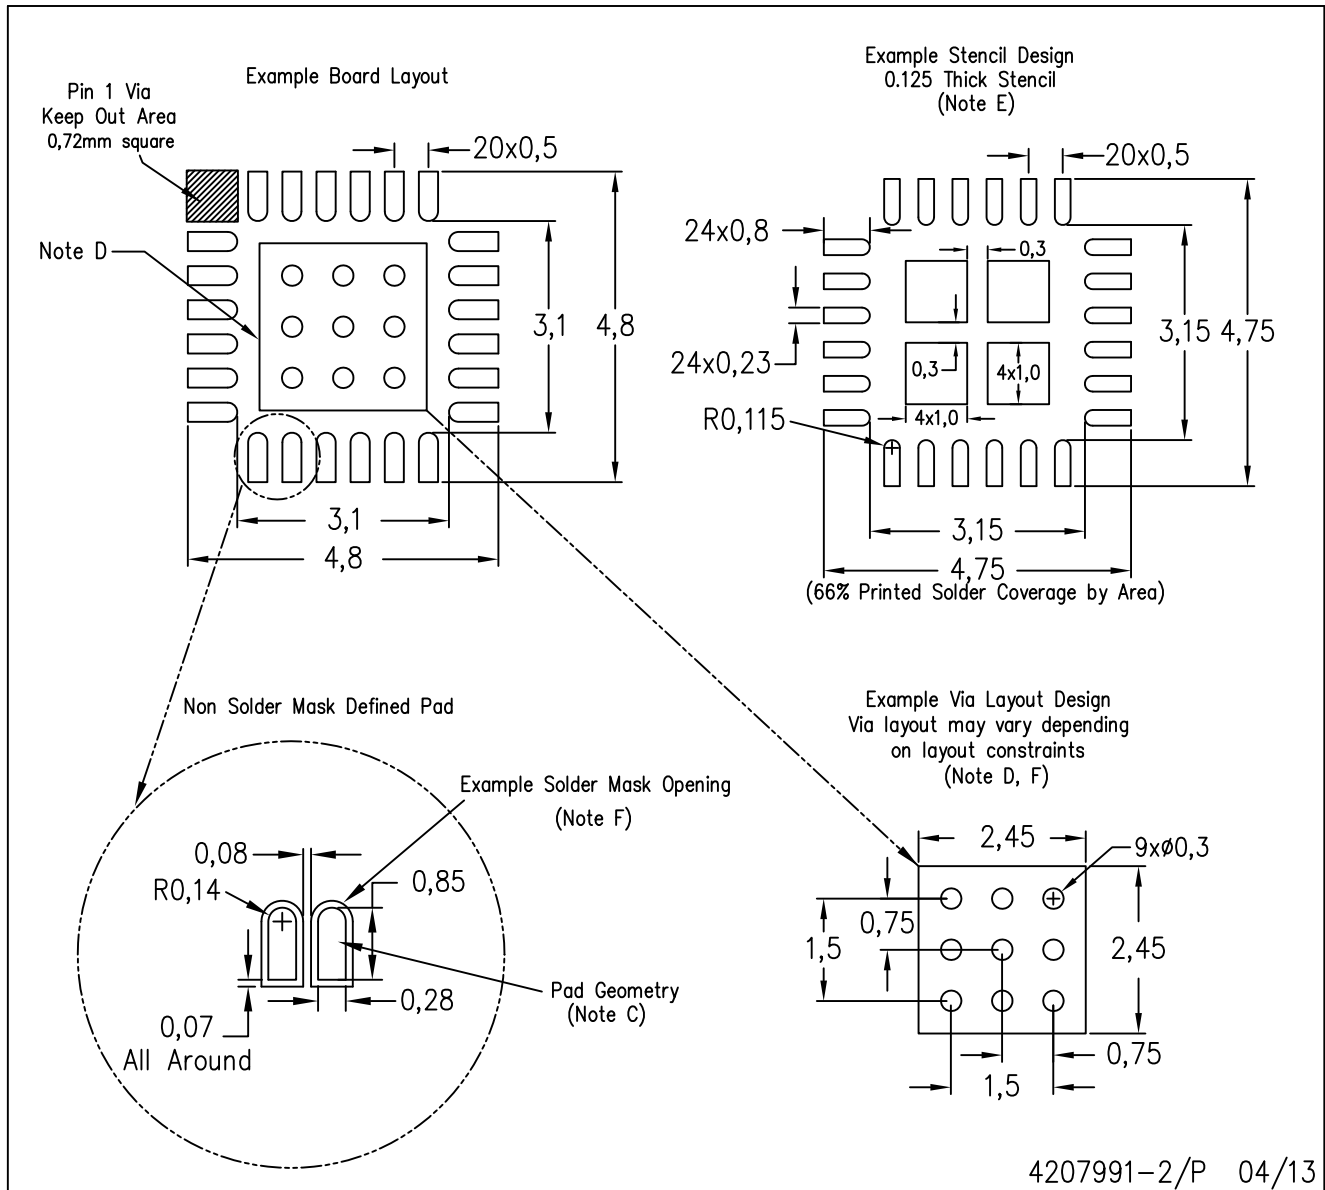 Example Board Layout
Pin 1 Via
Keep Out Area
0,72mm square
20x0,5
Note D
3,1
4,8
3,1
4,8
Example Stencil Design
0.125 Thick Stencil
(Note E)
20x0,5
24x0,8
0,3
24x0,23
0,3
4x1,0
4x1,0
R0,115
3,15
4,75
3,15
4,75
(66% Printed Solder Coverage by Area)
Non Solder Mask Defined Pad
Example Solder Mask Opening
(Note F)
0,08
R0,14
0,85
0,28
Pad Geometry
(Note C)
0,07
All Around
Example Via Layout Design
Via layout may vary depending
on layout constraints
(Note D, F)
2,45
9xø0,3
0,75
1,5
2,45
0,75
1,5
4207991-2/P 04/13